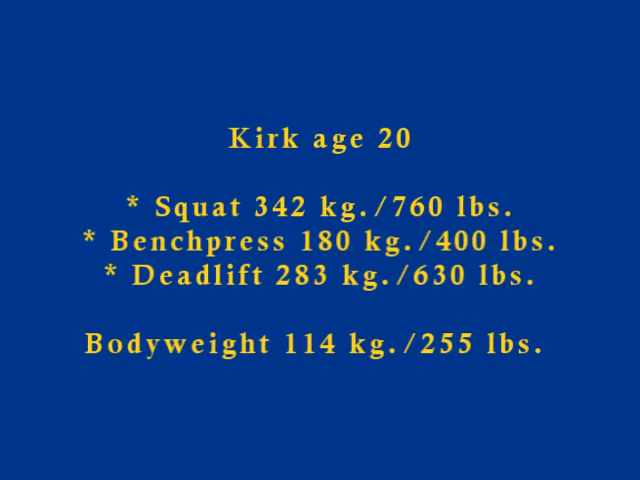 Kirk age 20
* Squat 342 kg./760 lbs.
* Benchpress 180 kg./400 lbs.
* Deadlift 283 kg./630 lbs.
Bodyweight 114 kg./255 lbs.